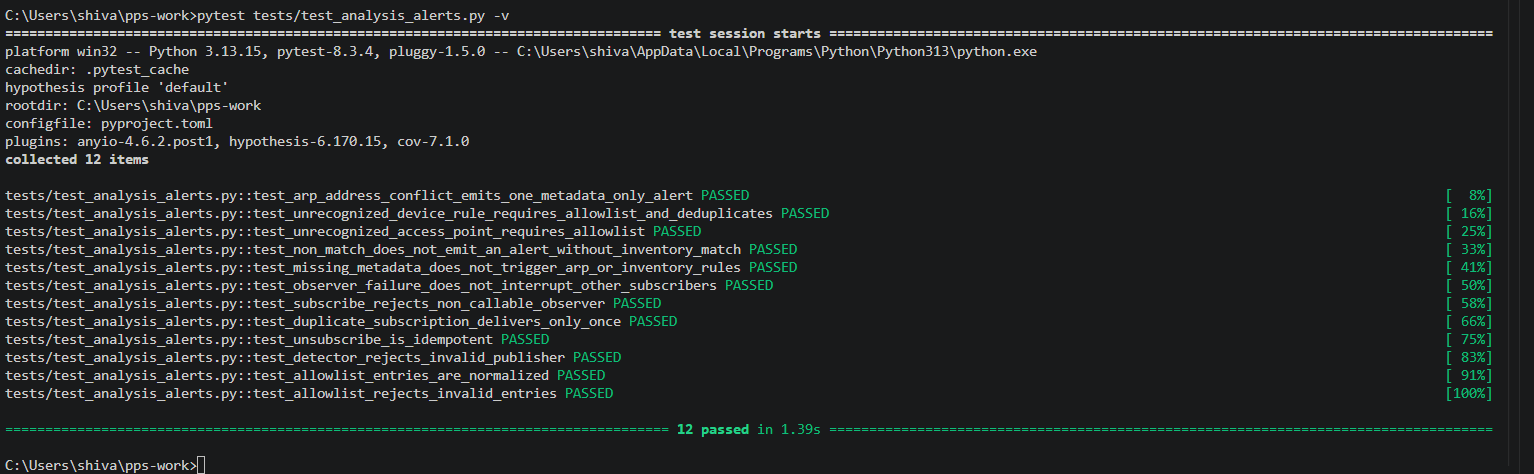 C:\Users\shiva\pps-work>pytest tests/test_analysis_alerts.py -v
================================================================================== test session starts ===================================================================================
platform win32 -- Python 3.13.15, pytest-8.3.4, pluggy-1.5.0 -- C:\Users\shiva\AppData\Local\Programs\Python\Python313\python.exe
cachedir: .pytest_cache
hypothesis profile 'default'
rootdir: C:\Users\shiva\pps-work
configfile: pyproject.toml
plugins: anyio-4.6.2.post1, hypothesis-6.170.15, cov-7.1.0
collected 12 items
tests/test_analysis_alerts.py::test_arp_address_conflict_emits_one_metadata_only_alert PASSED [  8%]
tests/test_analysis_alerts.py::test_unrecognized_device_rule_requires_allowlist_and_deduplicates PASSED [ 16%]
tests/test_analysis_alerts.py::test_unrecognized_access_point_requires_allowlist PASSED [ 25%]
tests/test_analysis_alerts.py::test_non_match_does_not_emit_an_alert_without_inventory_match PASSED [ 33%]
tests/test_analysis_alerts.py::test_missing_metadata_does_not_trigger_arp_or_inventory_rules PASSED [ 41%]
tests/test_analysis_alerts.py::test_observer_failure_does_not_interrupt_other_subscribers PASSED [ 50%]
tests/test_analysis_alerts.py::test_subscribe_rejects_non_callable_observer PASSED [ 58%]
tests/test_analysis_alerts.py::test_duplicate_subscription_delivers_only_once PASSED [ 66%]
tests/test_analysis_alerts.py::test_unsubscribe_is_idempotent PASSED [ 75%]
tests/test_analysis_alerts.py::test_detector_rejects_invalid_publisher PASSED [ 83%]
tests/test_analysis_alerts.py::test_allowlist_entries_are_normalized PASSED [ 91%]
tests/test_analysis_alerts.py::test_allowlist_rejects_invalid_entries PASSED [100%]
=================================================================================== 12 passed in 1.39s ===================================================================================
C:\Users\shiva\pps-work>